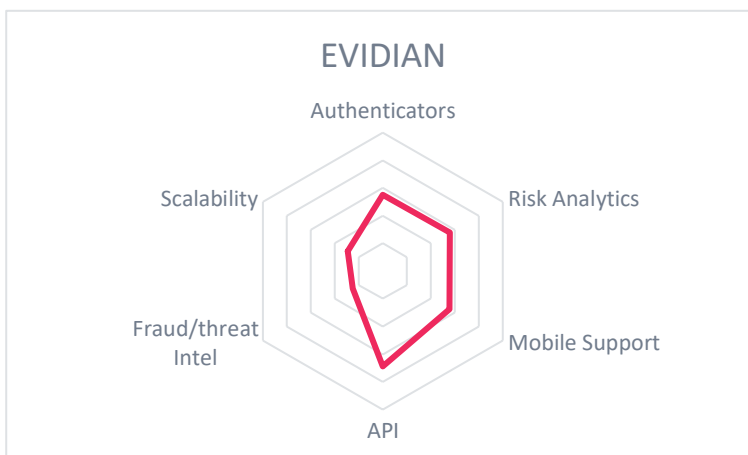 EVIDIAN
Authenticators
Scalability
Risk Analytics
Fraud/threat
Intel
Mobile Support
API